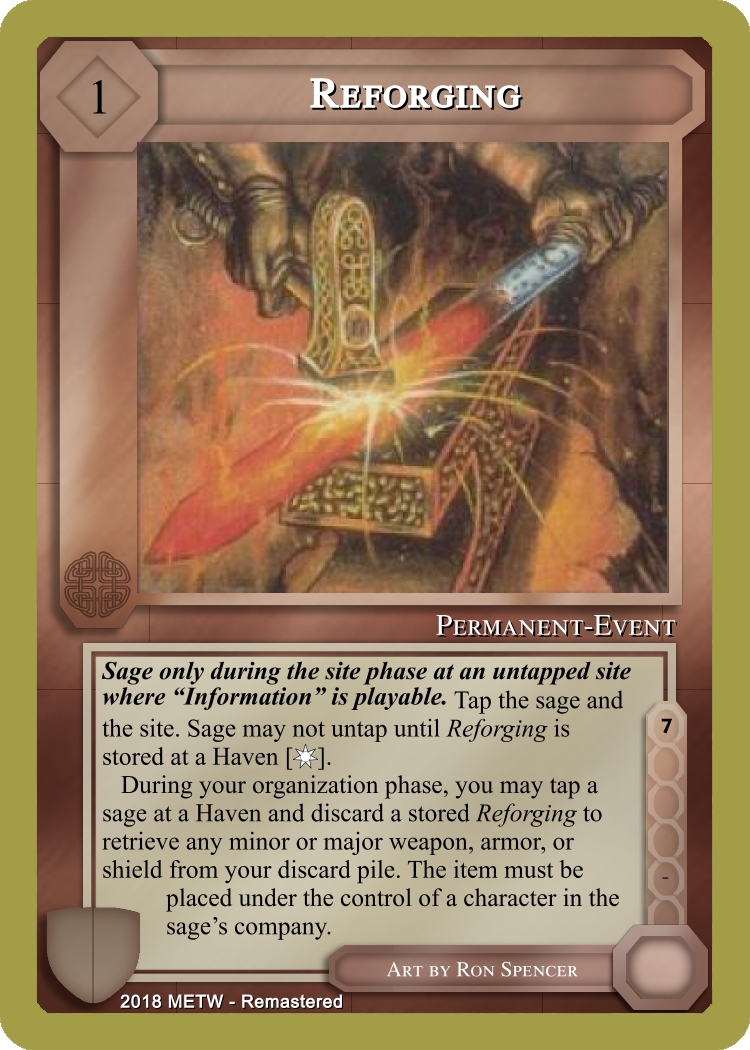 1
REFORGING
PERMANENT-EVENT
Sage only during the site phase at an untapped site
where “Information” is playable. Tap the sage and
the site. Sage may not untap until Reforging is
stored at a Haven [☼].
During your organization phase, you may tap a
sage at a Haven and discard a stored Reforging to
retrieve any minor or major weapon, armor, or
shield from your discard pile. The item must be
placed under the control of a character in the
sage’s company.
7
-
ART BY RON SPENCER
2018 METW - Remastered